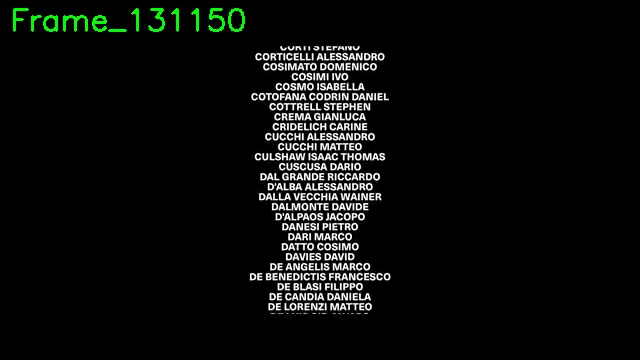 Frame_131150
CORTI STEFANO
CORTICELLI ALESSANDRO
COSIMATO DOMENICO
COSIMI IVO
COSMO ISABELLA
COTOFANA CODRIN DANIEL
COTTRELL STEPHEN
CREMA GIANLUCA
CRIDELICH CARINE
CUCCHI ALESSANDRO
CUCCHI MATTEO
CULSHAW ISAAC THOMAS
CUSCUSA DARIO
DAL GRANDE RICCARDO
D'ALBA ALESSANDRO
DALLA VECCHIA WAINER
DALMONTE DAVIDE
D'ALPAOS JACOPO
DANESI PIETRO
DARI MARCO
DATTO COSIMO
DAVIES DAVID
DE ANGELIS MARCO
DE BENEDICTIS FRANCESCO
DE BLASI FILIPPO
DE CANDIA DANIELA
DE LORENZI MATTEO